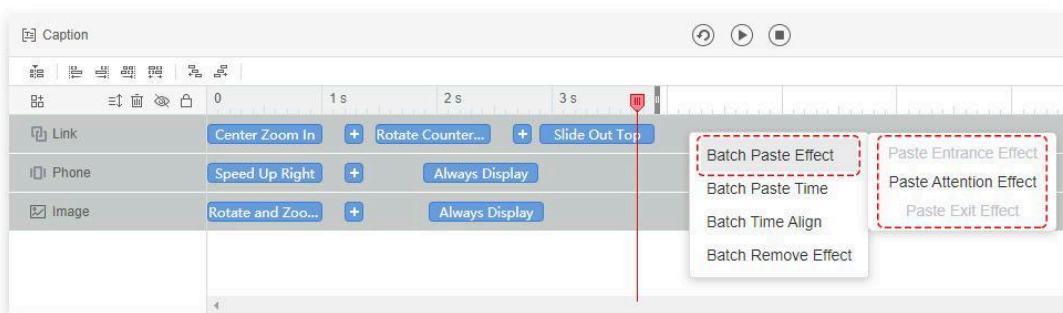 Caption
0 1 s 2 s 3 s
Link Center Zoom In + Rotate Counter... + Slide Out Top
Phone Speed Up Right + Always Display
Image Rotate and Zoo... + Always Display
Batch Paste Effect
Batch Paste Time
Batch Time Align
Batch Remove Effect
Paste Entrance Effect
Paste Attention Effect
Paste Exit Effect